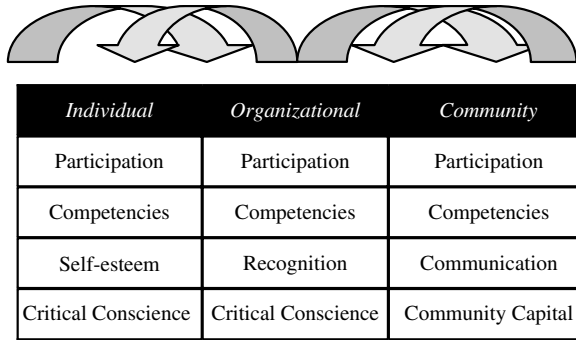 Individual Organizational Community
Participation Participation Participation
Competencies Competencies Competencies
Self-esteem Recognition Communication
Critical Conscience Critical Conscience Community Capital